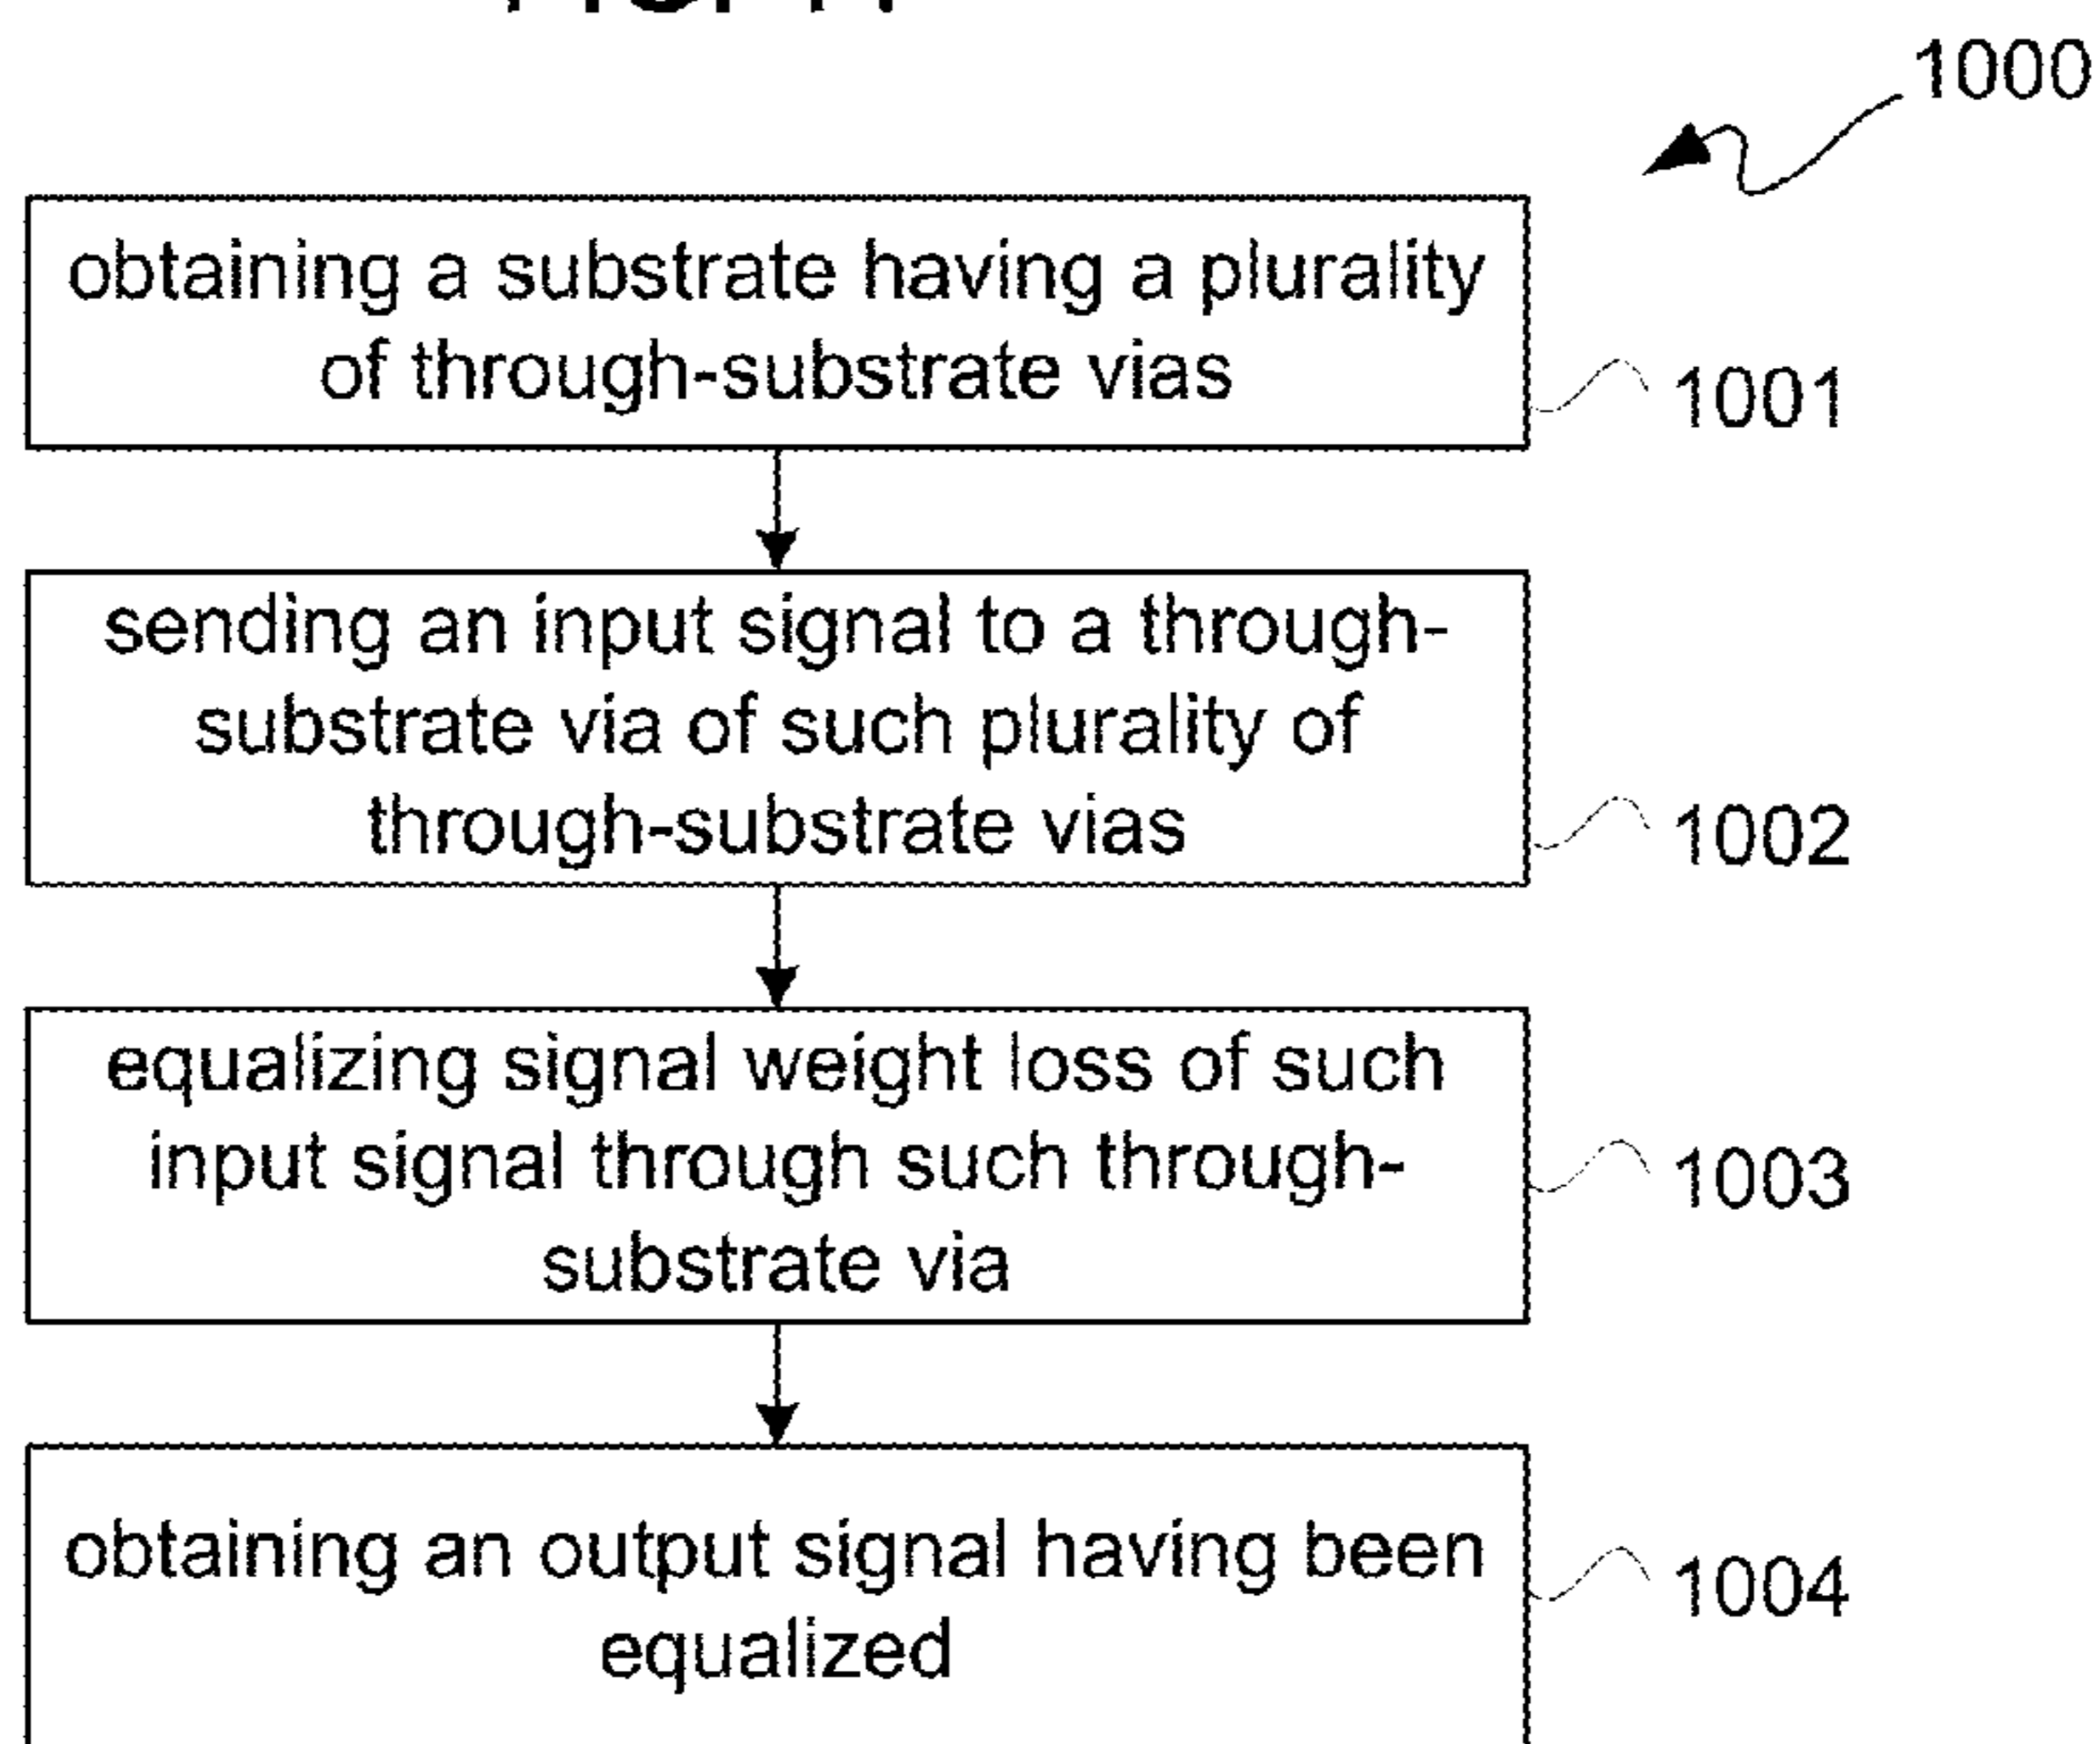 1000
obtaining a substrate having a plurality
of through-substrate vias
1001
sending an input signal to a through-
substrate via of such plurality of
through-substrate vias
1002
equalizing signal weight loss of such
input signal through such through-
substrate via
1003
obtaining an output signal having been
equalized
1004